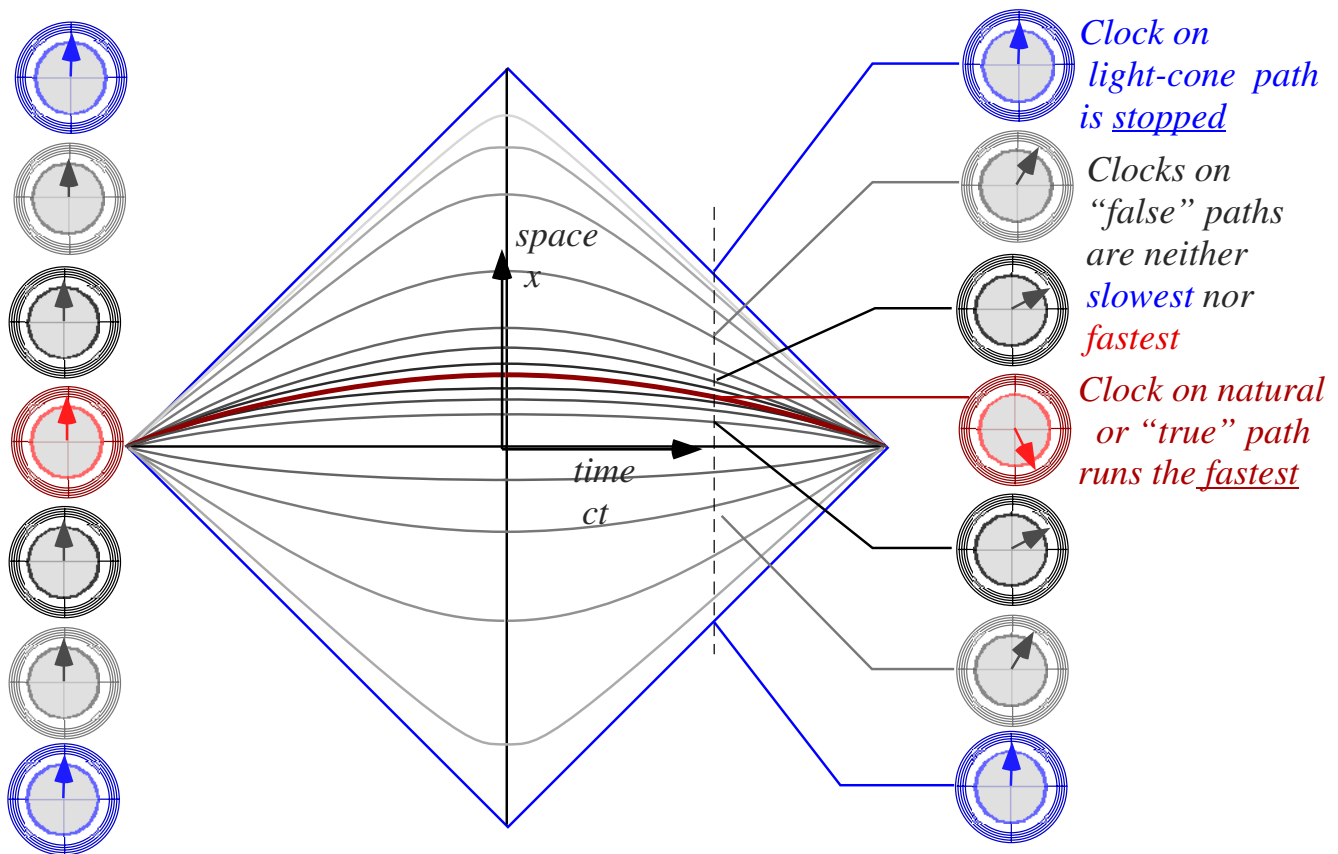 Clock on
light-cone path
is stopped
Clocks on
“false” paths
are neither
slowest nor
fastest
space
x
Clock on natural
or “true” path
runs the fastest
time
ct